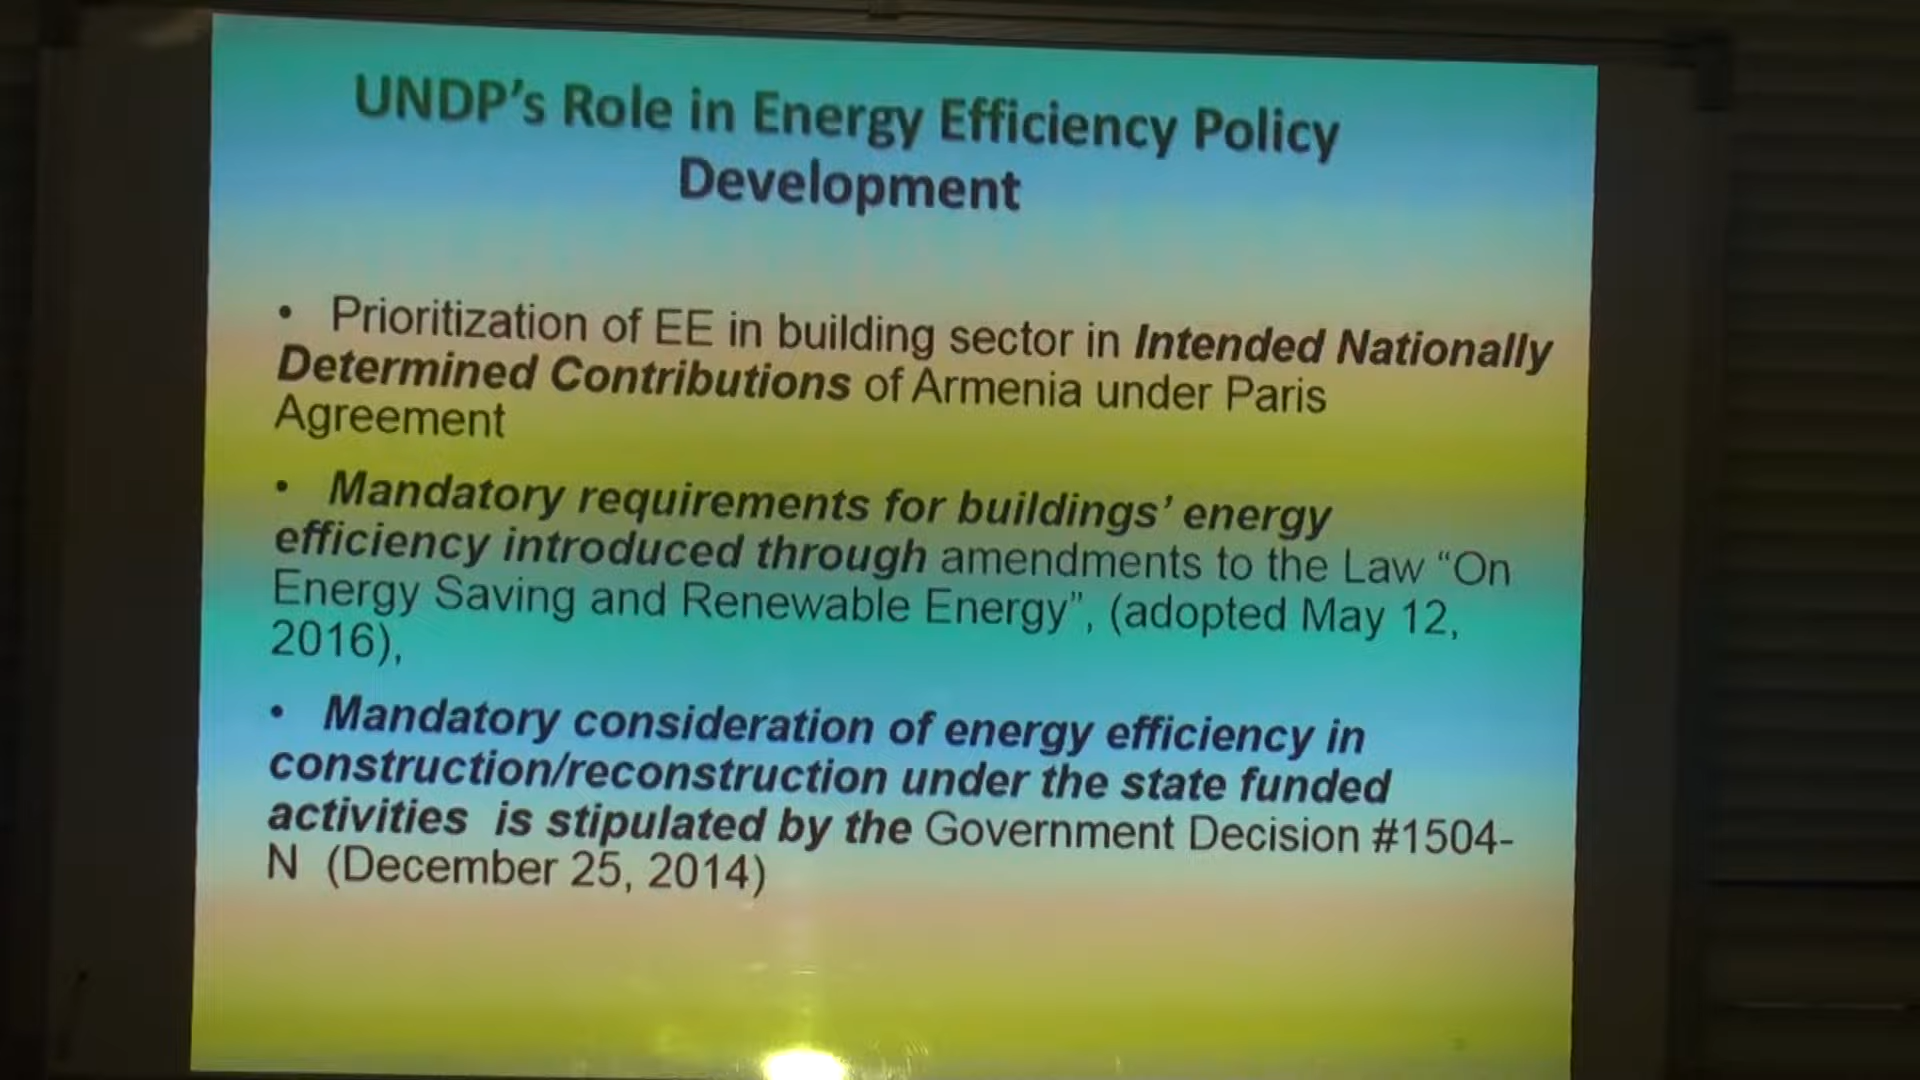 UNDP’s Role in Energy Efficiency Policy
Development
• Prioritization of EE in building sector in Intended Nationally
Determined Contributions of Armenia under Paris
Agreement
• Mandatory requirements for buildings’ energy
efficiency introduced through amendments to the Law “On
Energy Saving and Renewable Energy”, (adopted May 12,
2016),
• Mandatory consideration of energy efficiency in
construction/reconstruction under the state funded
activities is stipulated by the Government Decision #1504-
N (December 25, 2014)